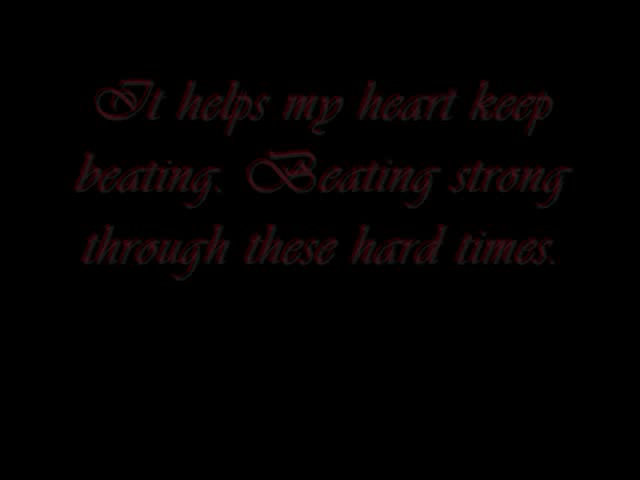 It helps my heart keep
beating. Beating strong
through these hard times.